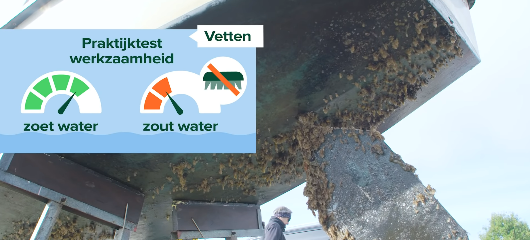 Vetten
Praktijktest
werkzaamheid
zoet water
zout water